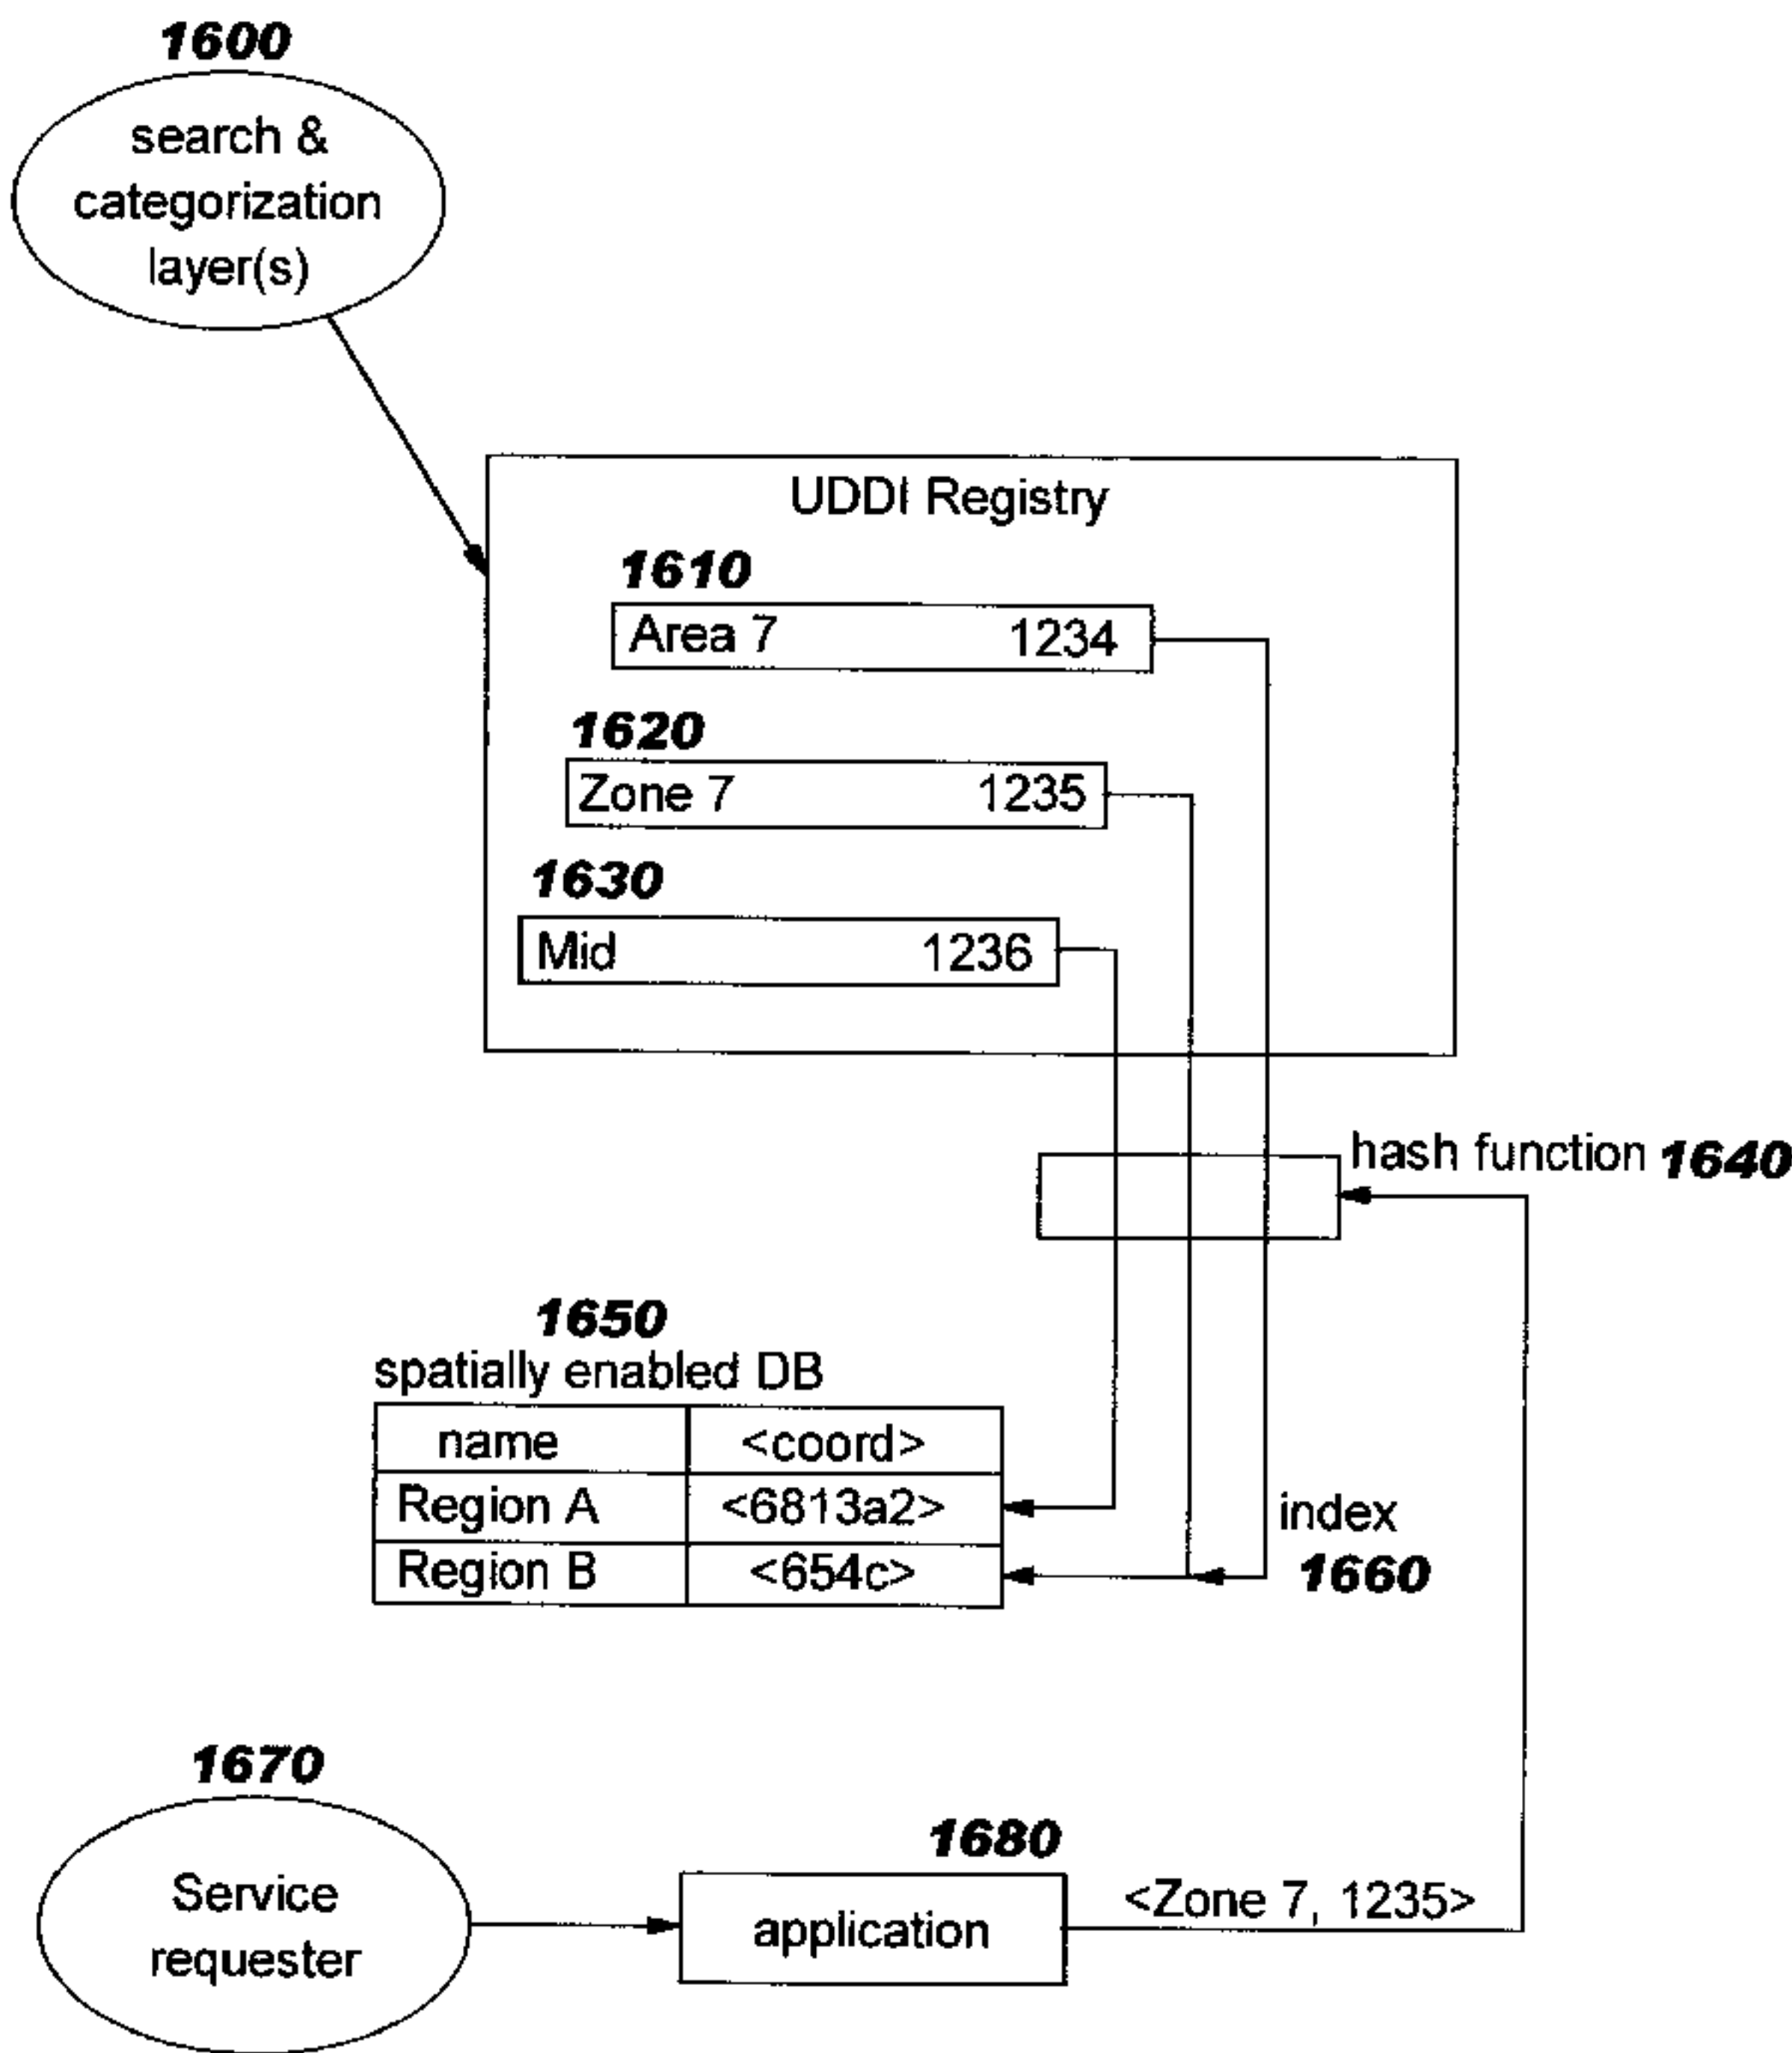 1600
search &
categorization
layer(s)
UDDI Registry
1610
Area 7 1234
1620
Zone 7 1235
1630
Mid 1236
hash function 1640
1650
spatially enabled DB
name <coord>
Region A <6813a2>
Region B <654c>
index
1660
1670
Service
requester
1680
application
<Zone 7, 1235>